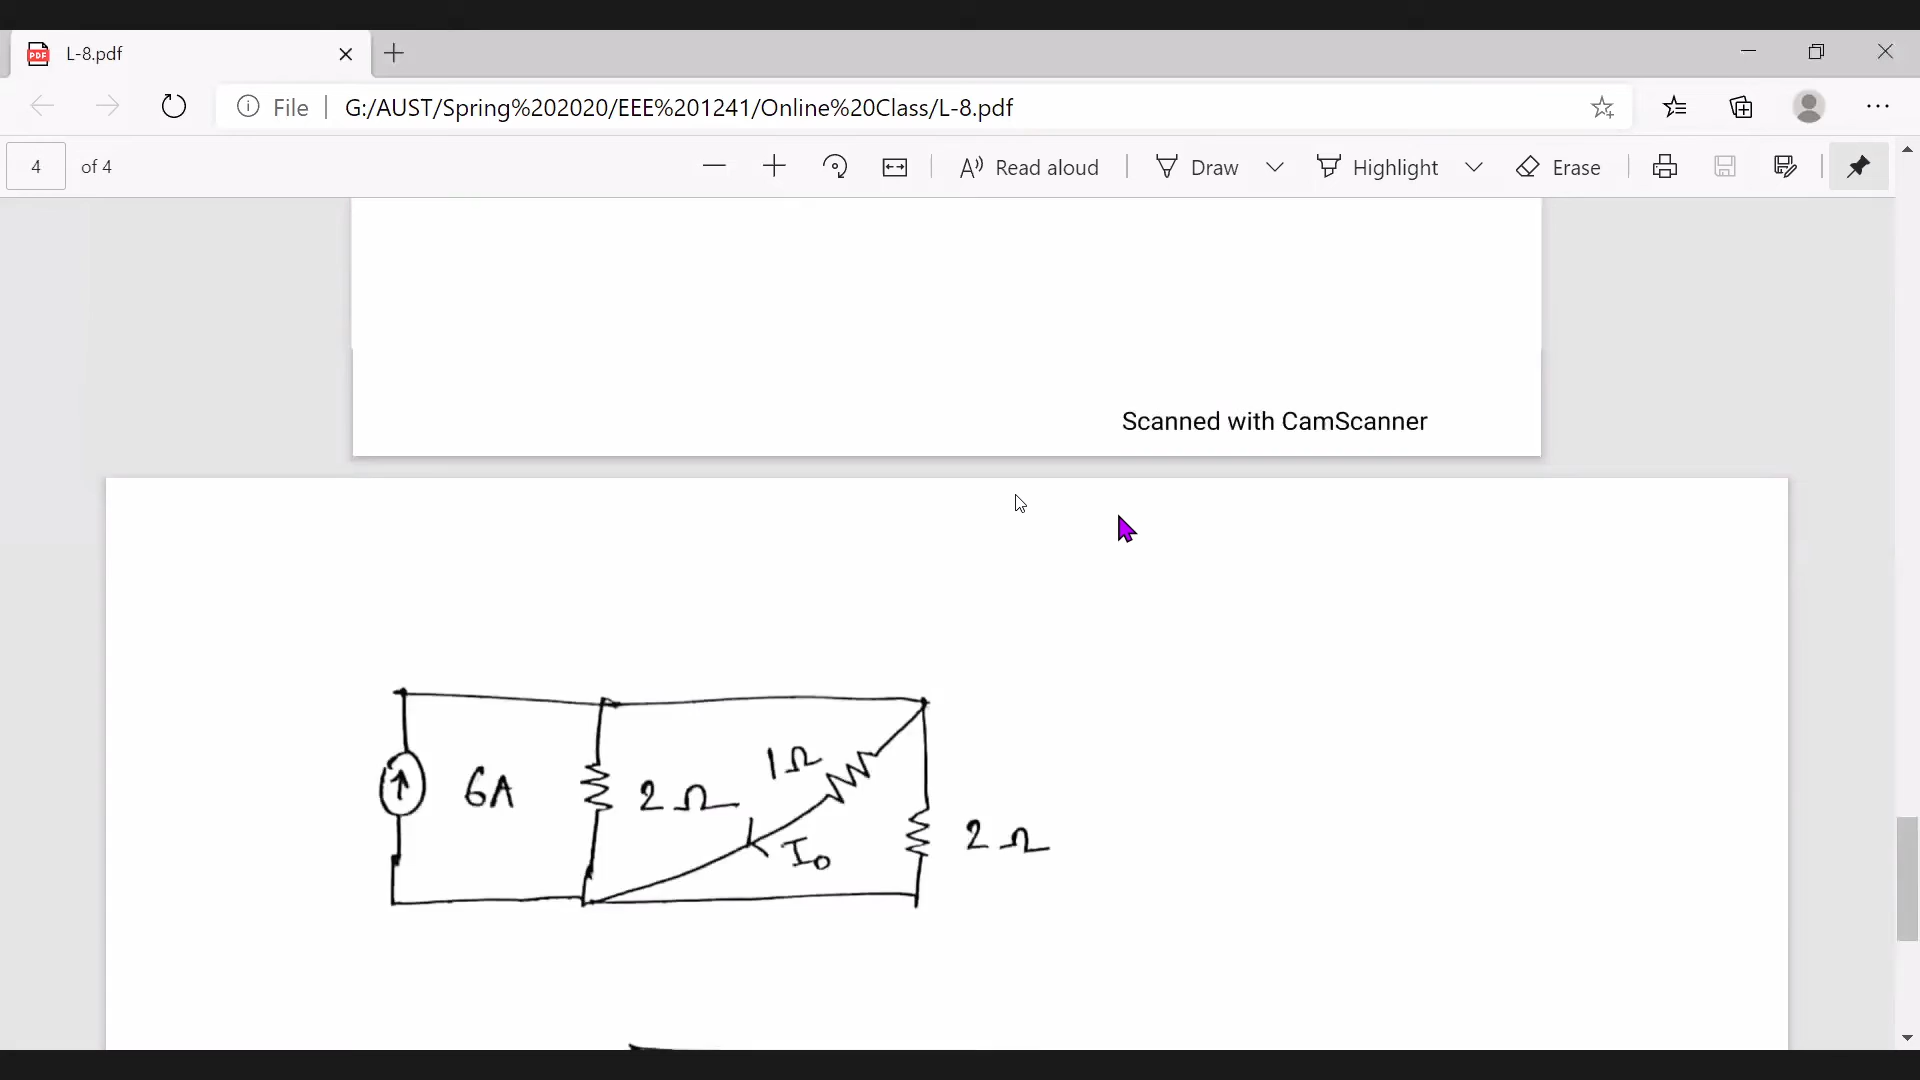 L-8.pdf
File G:/AUST/Spring%202020/EEE%201241/Online%20Class/L-8.pdf
4 of 4 Read aloud Draw Highlight Erase
Scanned with CamScanner
6A
2Ω
1Ω
I₀
2Ω